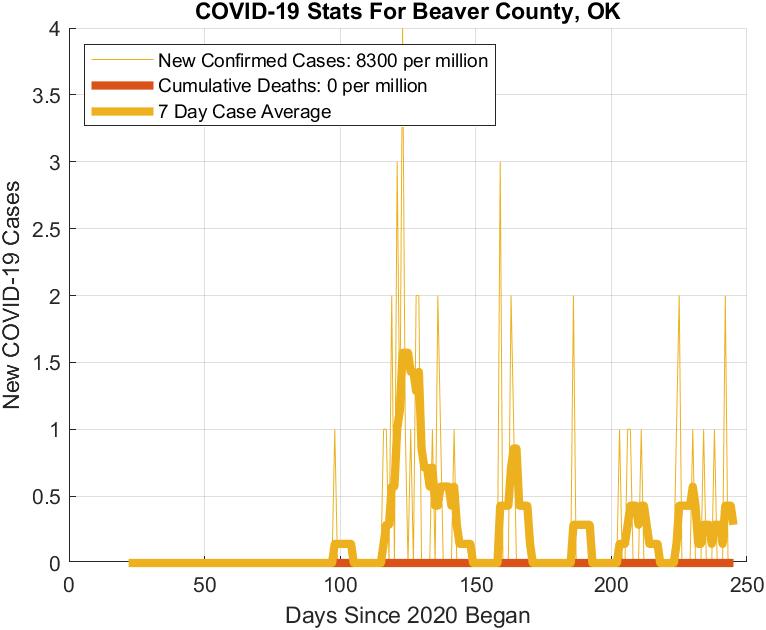 COVID-19 Stats For Beaver County, OK
New Confirmed Cases: 8300 per million
Cumulative Deaths: 0 per million
7 Day Case Average
4
3.5
3
2.5
2
1.5
1
0.5
0
New COVID-19 Cases
0 50 100 150 200 250
Days Since 2020 Began